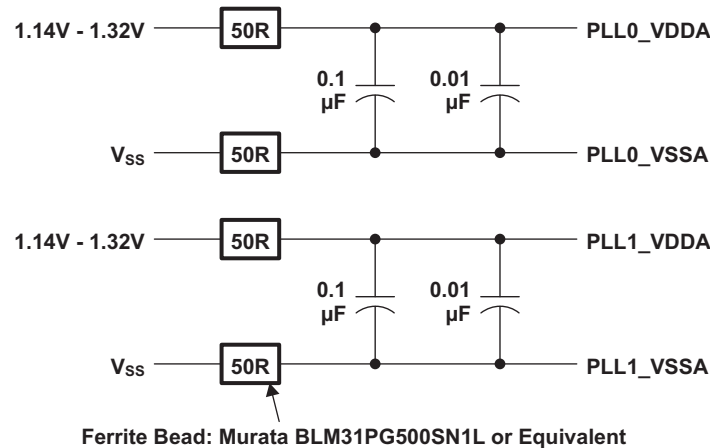 1.14V - 1.32V 50R PLL0_VDDA
0.1 µF 0.01 µF
VSS 50R PLL0_VSSA
1.14V - 1.32V 50R PLL1_VDDA
0.1 µF 0.01 µF
VSS 50R PLL1_VSSA
Ferrite Bead: Murata BLM31PG500SN1L or Equivalent